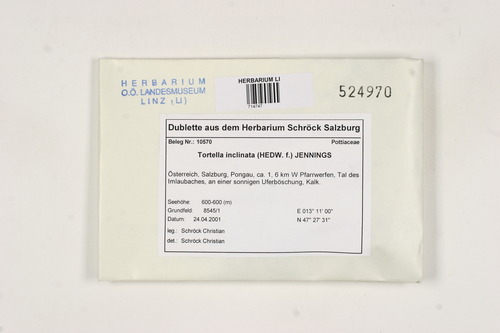 HERBARIUM
O.Ö. LANDESMUSEUM
LINZ (LI)
HERBARIUM LI
524970
Dublette aus dem Herbarium Schröck Salzburg
Beleg Nr.: 10570 Pottiaceae
Tortella inclinata (HEDW. f.) JENNINGS
Österreich, Salzburg, Pongau, ca. 1, 6 km W Pfarrwerfen, Tal des
Imlaubaches, an einer sonnigen Uferböschung, Kalk
Seehöhe: 600-600 (m)
Grundfeld: 8545/1 E 013° 11' 00"
Datum: 24.04.2001 N 47° 27' 31"
leg.: Schröck Christian
det.: Schröck Christian